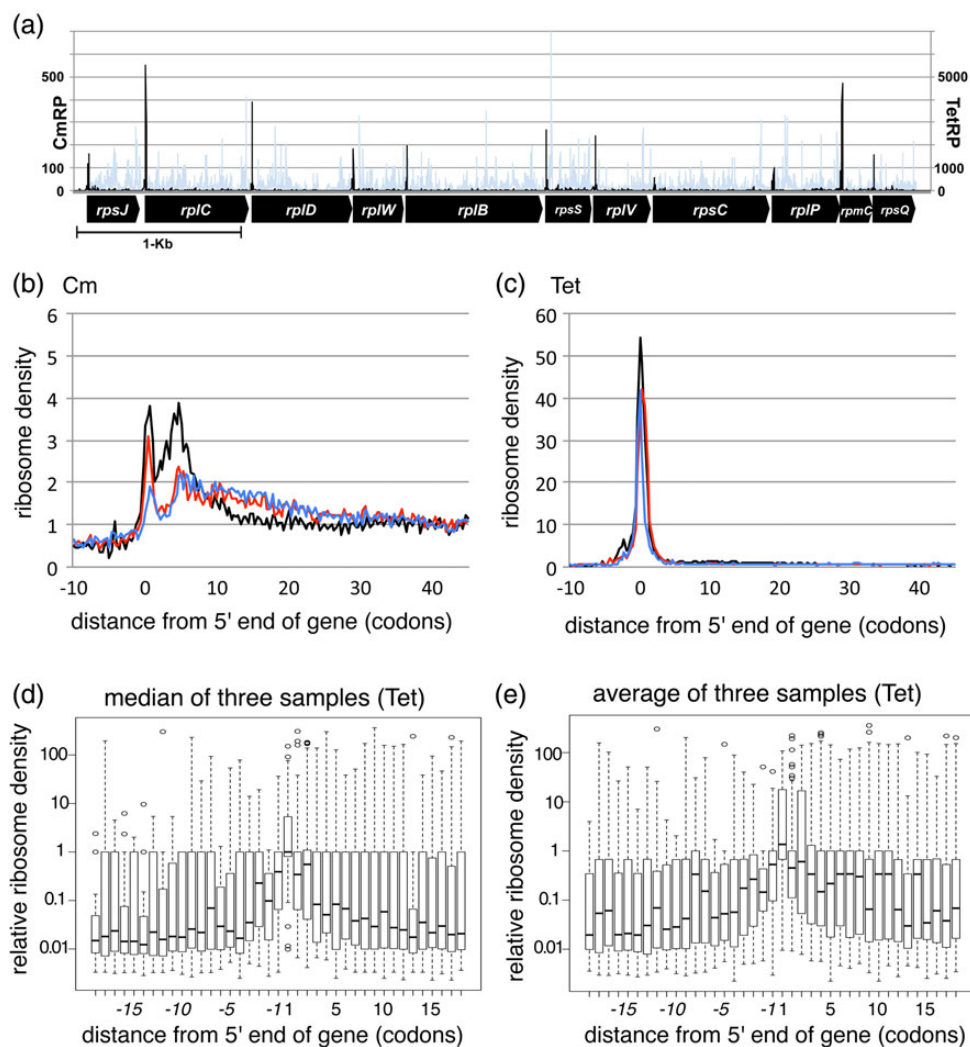 (a)
500
100
0
CmRP
5000
1000
0
TetRP
rpsJ rplC rplD rplW rplB rpsS rplV rpsC rplP rpmC rpsQ
1-Kb
(b) Cm
6
5
4
3
2
1
0
ribosome density
-10 0 10 20 30 40
distance from 5' end of gene (codons)
(c) Tet
60
50
40
30
20
10
0
ribosome density
-10 0 10 20 30 40
distance from 5' end of gene (codons)
(d) median of three samples (Tet)
100
10
1
0.1
0.01
relative ribosome density
-15 -10 -5 -11 5 10 15
distance from 5' end of gene (codons)
(e) average of three samples (Tet)
100
10
1
0.1
0.01
relative ribosome density
-15 -10 -5 -11 5 10 15
distance from 5' end of gene (codons)